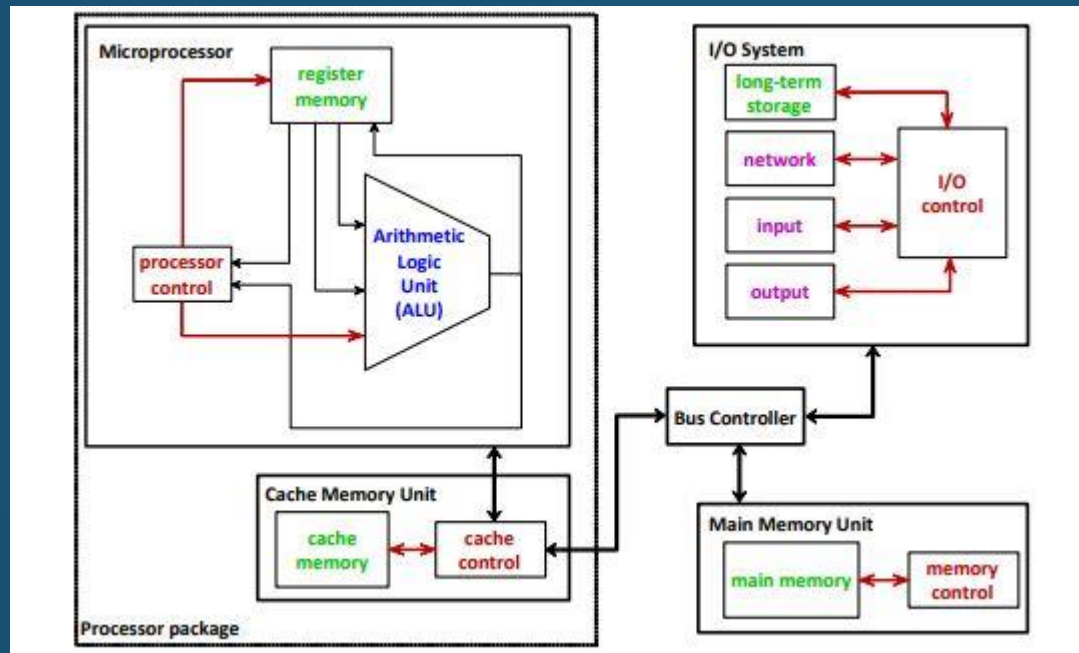 Microprocessor
register
memory
processor
control
Arithmetic
Logic
Unit
(ALU)
Cache Memory Unit
cache
memory
cache
control
Processor package
I/O System
long-term
storage
network
input
output
I/O
control
Bus Controller
Main Memory Unit
main memory
memory
control